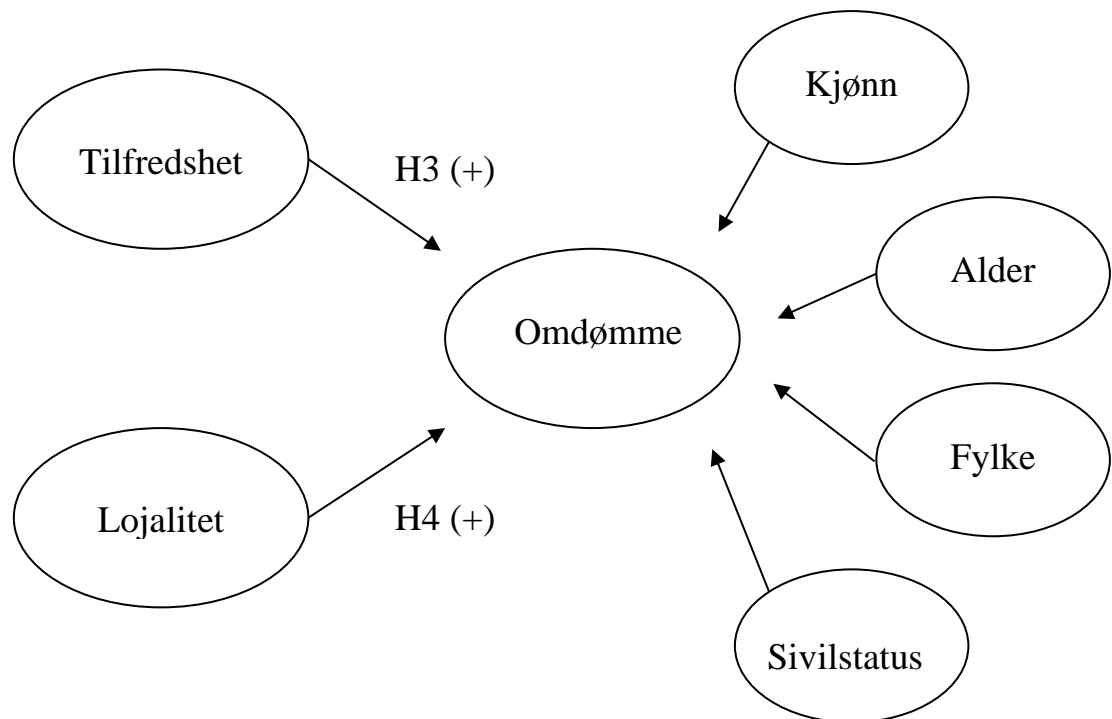 Kjønn
Tilfredshet
H3 (+)
Alder
Omdømme
Fylke
Lojalitet
H4 (+)
Sivilstatus